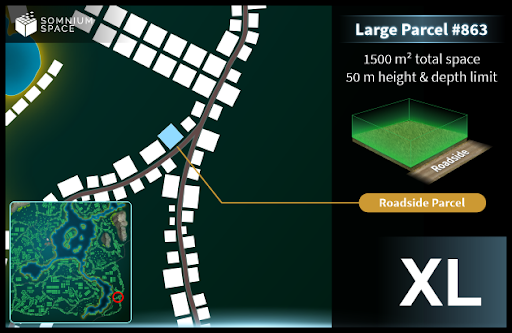 SOMNIUM
SPACE
Large Parcel #863
1500 m² total space
50 m height & depth limit
Roadside
Roadside Parcel
XL